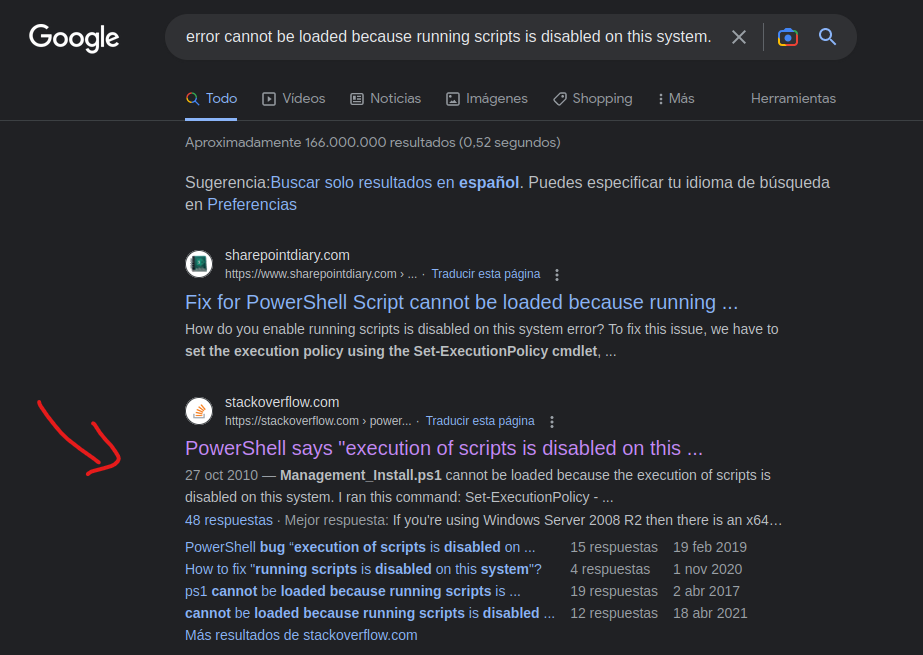 Google
error cannot be loaded because running scripts is disabled on this system.
Todo Videos Noticias Imágenes Shopping Más Herramientas
Aproximadamente 166.000.000 resultados (0,52 segundos)
Sugerencia:Buscar solo resultados en español. Puedes especificar tu idioma de búsqueda
en Preferencias
sharepointdiary.com
https://www.sharepointdiary.com › ... · Traducir esta página
Fix for PowerShell Script cannot be loaded because running ...
How do you enable running scripts is disabled on this system error? To fix this issue, we have to
set the execution policy using the Set-ExecutionPolicy cmdlet, ...
stackoverflow.com
https://stackoverflow.com › power... · Traducir esta página
PowerShell says "execution of scripts is disabled on this ...
27 oct 2010 — Management_Install.ps1 cannot be loaded because the execution of scripts is
disabled on this system. I ran this command: Set-ExecutionPolicy - ...
48 respuestas · Mejor respuesta: If you're using Windows Server 2008 R2 then there is an x64…
PowerShell bug “execution of scripts is disabled on ... 15 respuestas 19 feb 2019
How to fix "running scripts is disabled on this system"? 4 respuestas 1 nov 2020
ps1 cannot be loaded because running scripts is ... 19 respuestas 2 abr 2017
cannot be loaded because running scripts is disabled ... 12 respuestas 18 abr 2021
Más resultados de stackoverflow.com